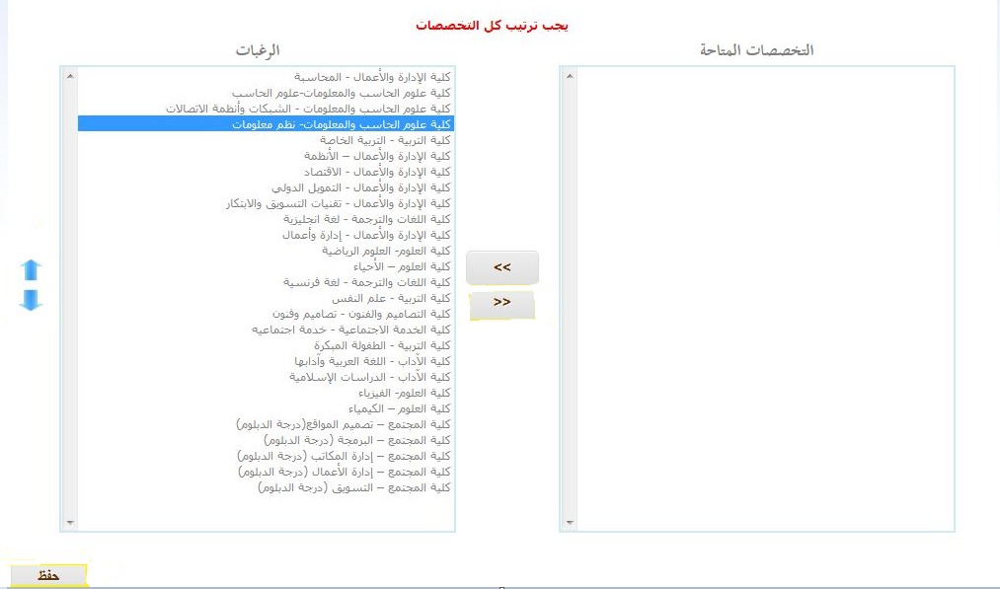 يجب ترتيب كل التخصصات
التخصصات المتاحة
الرغبات
كلية الإدارة والأعمال - المحاسبة
كلية علوم الحاسب والمعلومات-علوم الحاسب
كلية علوم الحاسب والمعلومات - الشبكات وأنظمة الاتصالات
كلية علوم الحاسب والمعلومات- نظم معلومات
كلية التربية - التربية الخاصة
كلية الإدارة والأعمال – الأنظمة
كلية الإدارة والأعمال - الاقتصاد
كلية الإدارة والأعمال - التمويل الدولي
كلية الإدارة والأعمال - تقنيات التسويق والابتكار
كلية اللغات والترجمة - لغة انجليزية
كلية الإدارة والأعمال - إدارة وأعمال
كلية العلوم- العلوم الرياضية
كلية العلوم – الأحياء
كلية اللغات والترجمة - لغة فرنسية
كلية التربية - علم النفس
كلية التصاميم والفنون - تصاميم وفنون
كلية الخدمة الاجتماعية - خدمة اجتماعيه
كلية التربية - الطفولة المبكرة
كلية الآداب - اللغة العربية وآدابها
كلية الآداب - الدراسات الإسلامية
كلية العلوم- الفيزياء
كلية العلوم – الكيمياء
كلية المجتمع – تصميم المواقع(درجة الدبلوم)
كلية المجتمع – البرمجة (درجة الدبلوم)
كلية المجتمع – إدارة المكاتب (درجة الدبلوم)
كلية المجتمع – إدارة الأعمال (درجة الدبلوم)
كلية المجتمع – التسويق (درجة الدبلوم)
>>
<<
حفظ